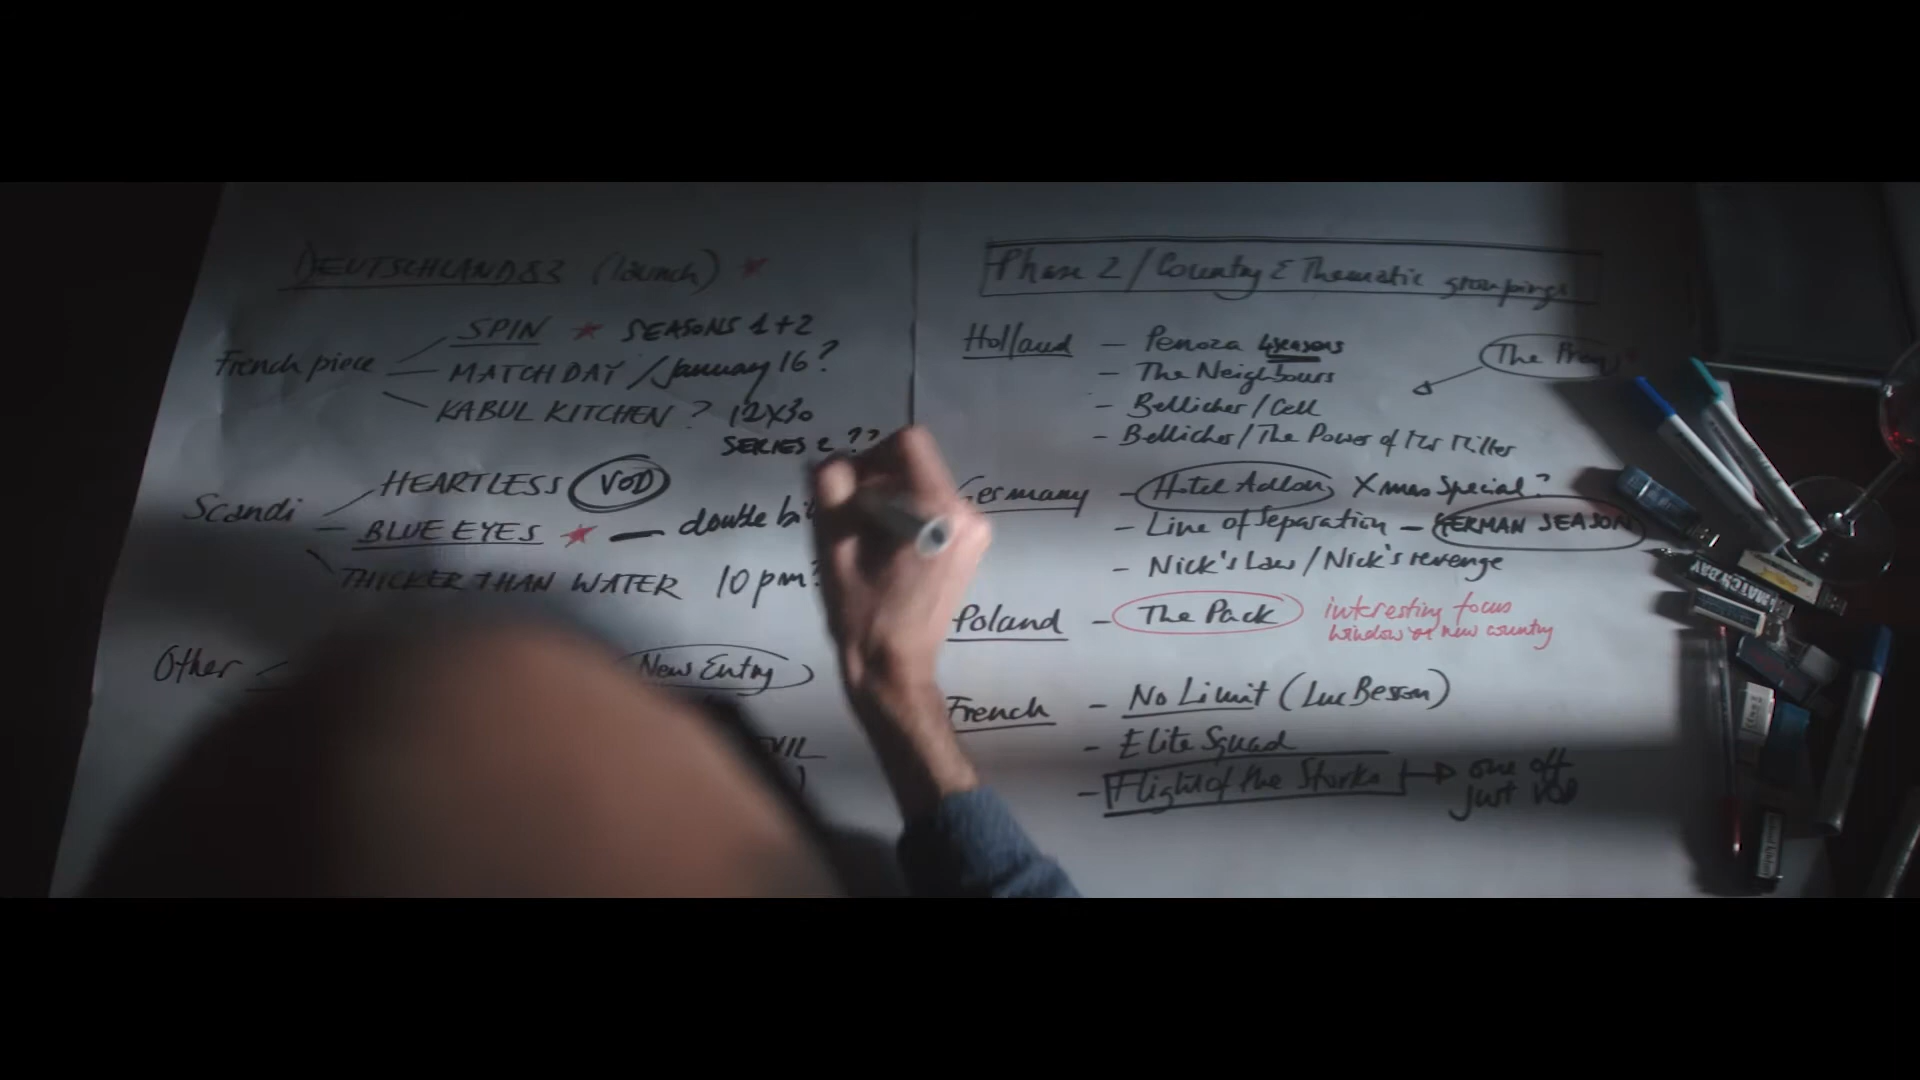 DEUTSCHLAND83 (launch)
French piece
SPIN SEASONS 1+2
MATCHDAY / January 16?
KABUL KITCHEN? 12X30
SERIES 2 ??
Scandi
HEARTLESS VOD
BLUE EYES — double
THICKER THAN WATER 10pm?
Other
New Entry
Phase 2 / Country & Thematic groupings
Holland — Penoza 4 seasons
The
— The Neighbours
— Bellicher / Cell
— Bellicher / The Power of Mr Miller
Germany — Hotel Adlon Xmas Special?
— Line of Separation — GERMAN SEASON
— Nick's Law / Nick's revenge
Poland — The Pack
interesting focus
window on new country
French — No Limit (Luc Besson)
— Elite Squad
— Flight of the Storks
one off
just VOD
MATCH DAY